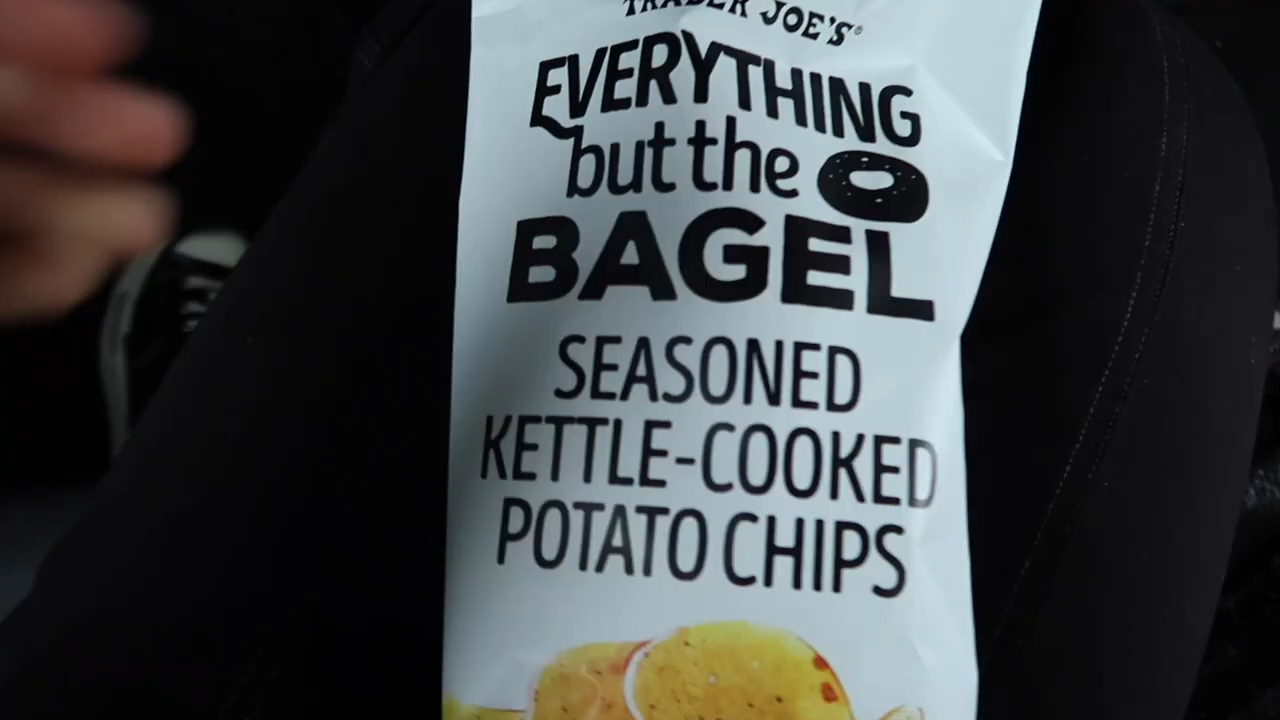 TRADER JOE'S®
EVERYTHING
but the
BAGEL
SEASONED
KETTLE-COOKED
POTATO CHIPS